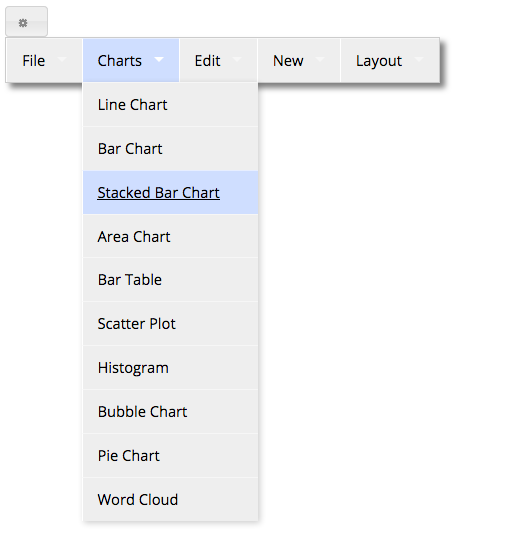 File Charts Edit New Layout
Line Chart
Bar Chart
Stacked Bar Chart
Area Chart
Bar Table
Scatter Plot
Histogram
Bubble Chart
Pie Chart
Word Cloud